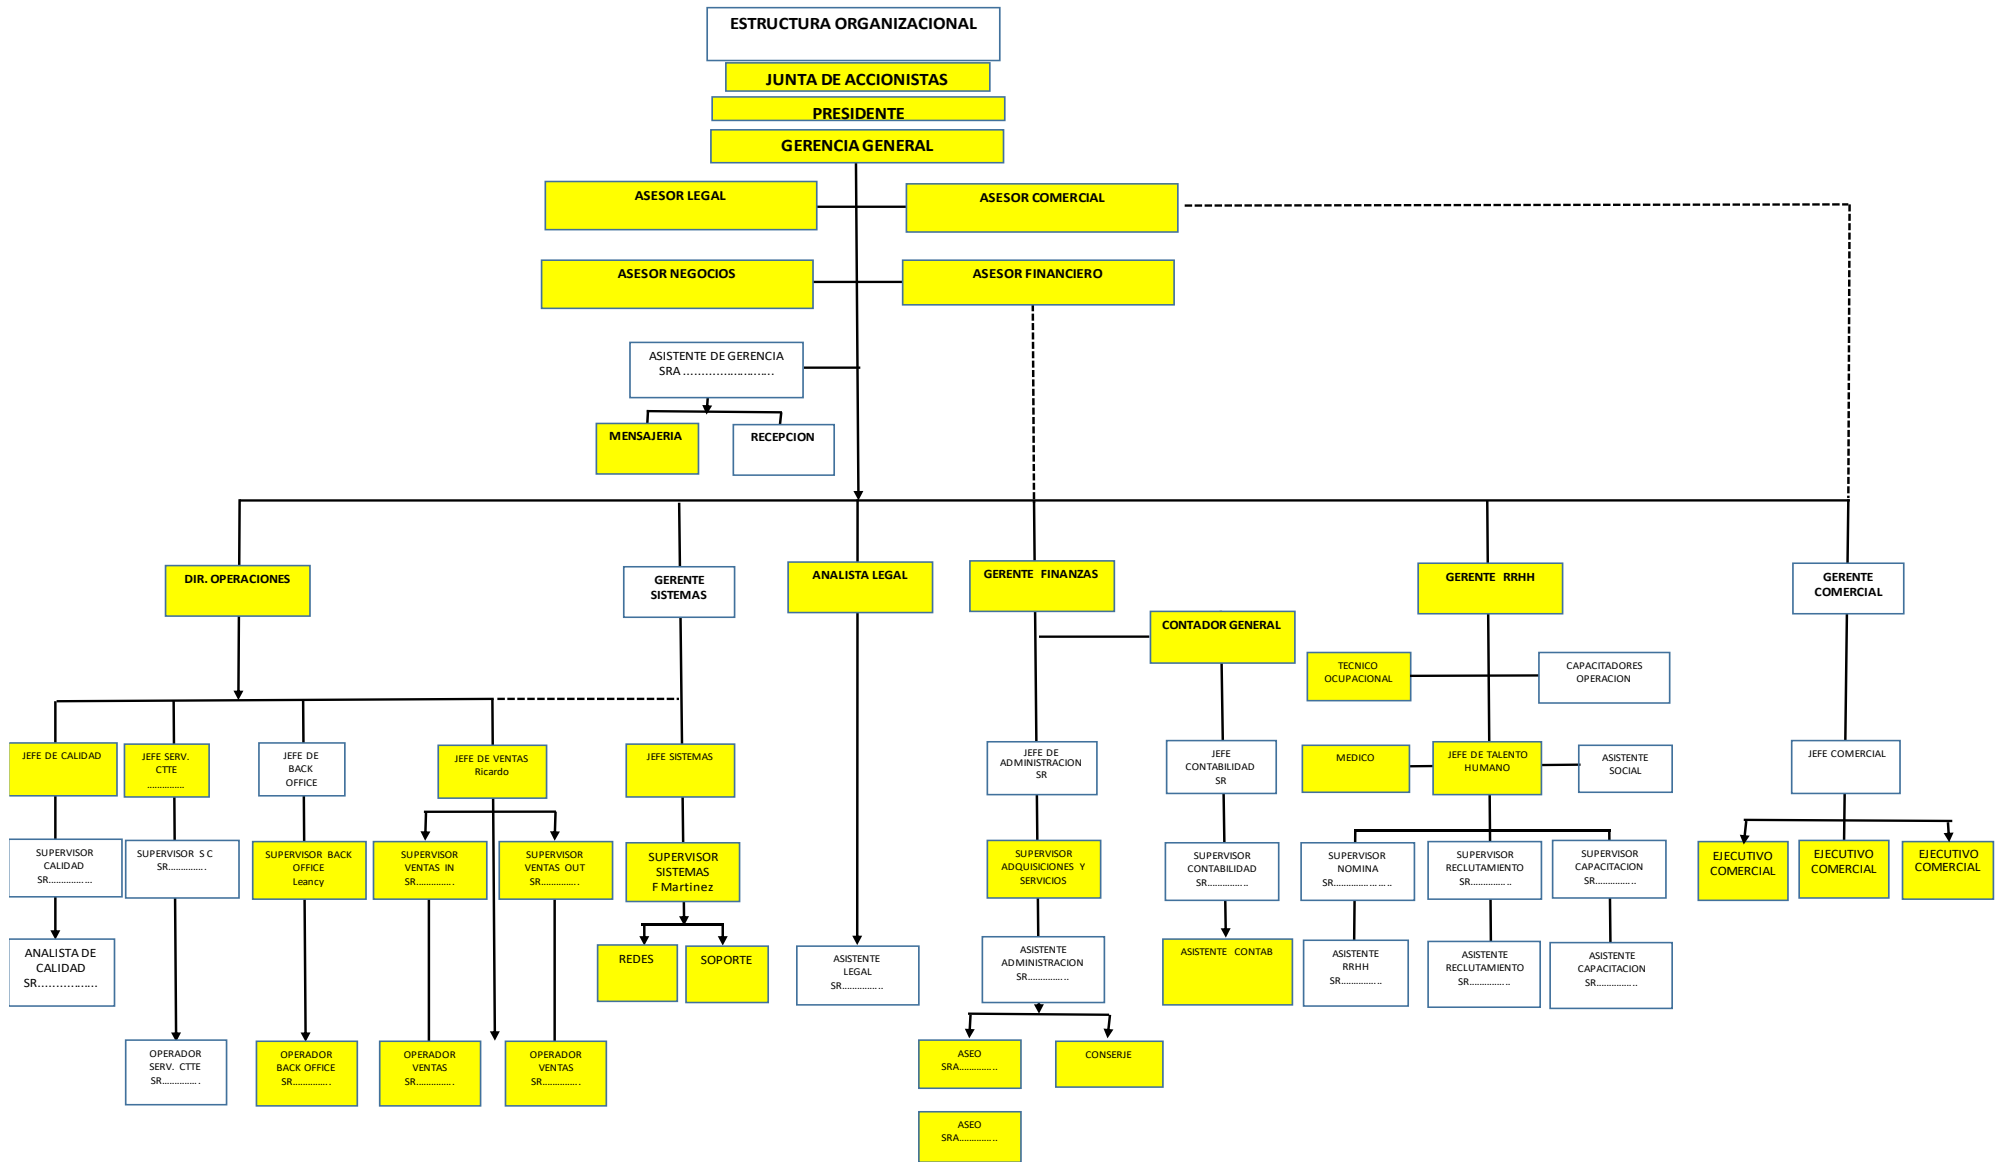 ESTRUCTURA ORGANIZACIONAL
JUNTA DE ACCIONISTAS
PRESIDENTE
GERENCIA GENERAL
ASESOR LEGAL
ASESOR COMERCIAL
ASESOR NEGOCIOS
ASESOR FINANCIERO
ASISTENTE DE GERENCIA
SRA .........................
MENSAJERIA
RECEPCION
DIR. OPERACIONES
GERENTE
SISTEMAS
ANALISTA LEGAL
GERENTE FINANZAS
GERENTE RRHH
GERENTE
COMERCIAL
CONTADOR GENERAL
TECNICO
OCUPACIONAL
CAPACITADORES
OPERACION
JEFE DE CALIDAD
JEFE SERV.
CTTE
...............
JEFE DE
BACK
OFFICE
JEFE DE VENTAS
Ricardo
JEFE SISTEMAS
JEFE DE
ADMINISTRACION
SR
JEFE
CONTABILIDAD
SR
MEDICO
JEFE DE TALENTO
HUMANO
ASISTENTE
SOCIAL
JEFE COMERCIAL
SUPERVISOR
CALIDAD
SR.................
SUPERVISOR S C
SR...............
SUPERVISOR BACK
OFFICE
Leancy
SUPERVISOR
VENTAS IN
SR...............
SUPERVISOR
VENTAS OUT
SR...............
SUPERVISOR
SISTEMAS
F Martinez
SUPERVISOR
ADQUISICIONES Y
SERVICIOS
SUPERVISOR
CONTABILIDAD
SR................
SUPERVISOR
NOMINA
SR......................
SUPERVISOR
RECLUTAMIENTO
SR................
SUPERVISOR
CAPACITACION
SR................
EJECUTIVO
COMERCIAL
EJECUTIVO
COMERCIAL
EJECUTIVO
COMERCIAL
ANALISTA DE
CALIDAD
SR................
REDES
SOPORTE
ASISTENTE
LEGAL
SR................
ASISTENTE
ADMINISTRACION
SR................
ASISTENTE CONTAB
ASISTENTE
RRHH
SR................
ASISTENTE
RECLUTAMIENTO
SR................
ASISTENTE
CAPACITACION
SR................
OPERADOR
SERV. CTTE
SR...............
OPERADOR
BACK OFFICE
SR...............
OPERADOR
VENTAS
SR...............
OPERADOR
VENTAS
SR...............
ASEO
SRA...............
CONSERJE
ASEO
SRA...............